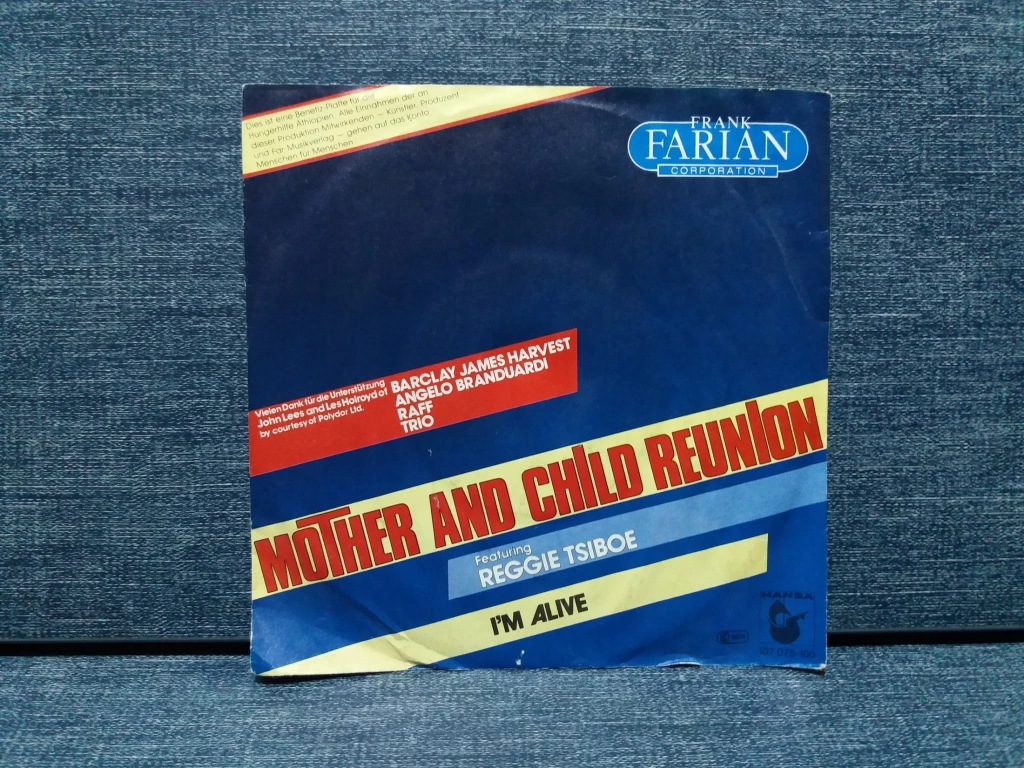 Dies ist eine Benefiz-Platte für die
Hungerhilfe Äthiopien. Alle Einnahmen der an
dieser Produktion Mitwirkenden — Künstler, Produzent
und Far Musikverlag — gehen auf das Konto
Menschen für Menschen
FRANK
FARIAN
CORPORATION
Vielen Dank für die Unterstützung
John Lees and Les Holroyd of
by courtesy of Polydor Ltd.
BARCLAY JAMES HARVEST
ANGELO BRANDUARDI
RAFF
TRIO
MOTHER AND CHILD REUNION
Featuring
REGGIE TSIBOE
I'M ALIVE
HANSA
107 075-100